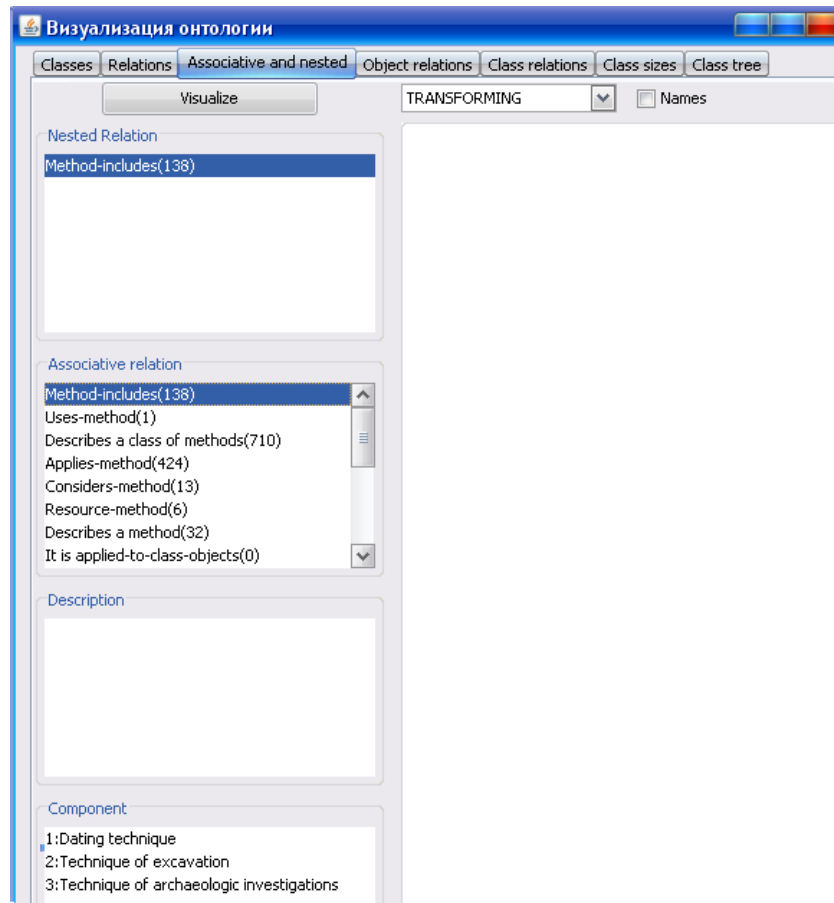 Визуализация онтологии
Classes Relations Associative and nested Object relations Class relations Class sizes Class tree
Visualize TRANSFORMING Names
Nested Relation
Method-includes(138)
Associative relation
Method-includes(138)
Uses-method(1)
Describes a class of methods(710)
Applies-method(424)
Considers-method(13)
Resource-method(6)
Describes a method(32)
It is applied-to-class-objects(0)
Description
Component
1:Dating technique
2:Technique of excavation
3:Technique of archaeologic investigations